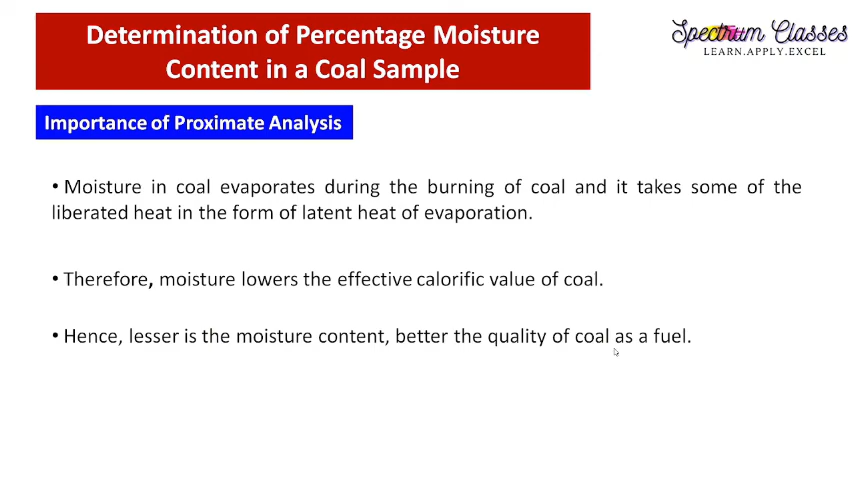 Determination of Percentage Moisture
Content in a Coal Sample
Spectrum Classes
LEARN.APPLY.EXCEL
Importance of Proximate Analysis
• Moisture in coal evaporates during the burning of coal and it takes some of the
liberated heat in the form of latent heat of evaporation.
• Therefore, moisture lowers the effective calorific value of coal.
• Hence, lesser is the moisture content, better the quality of coal as a fuel.